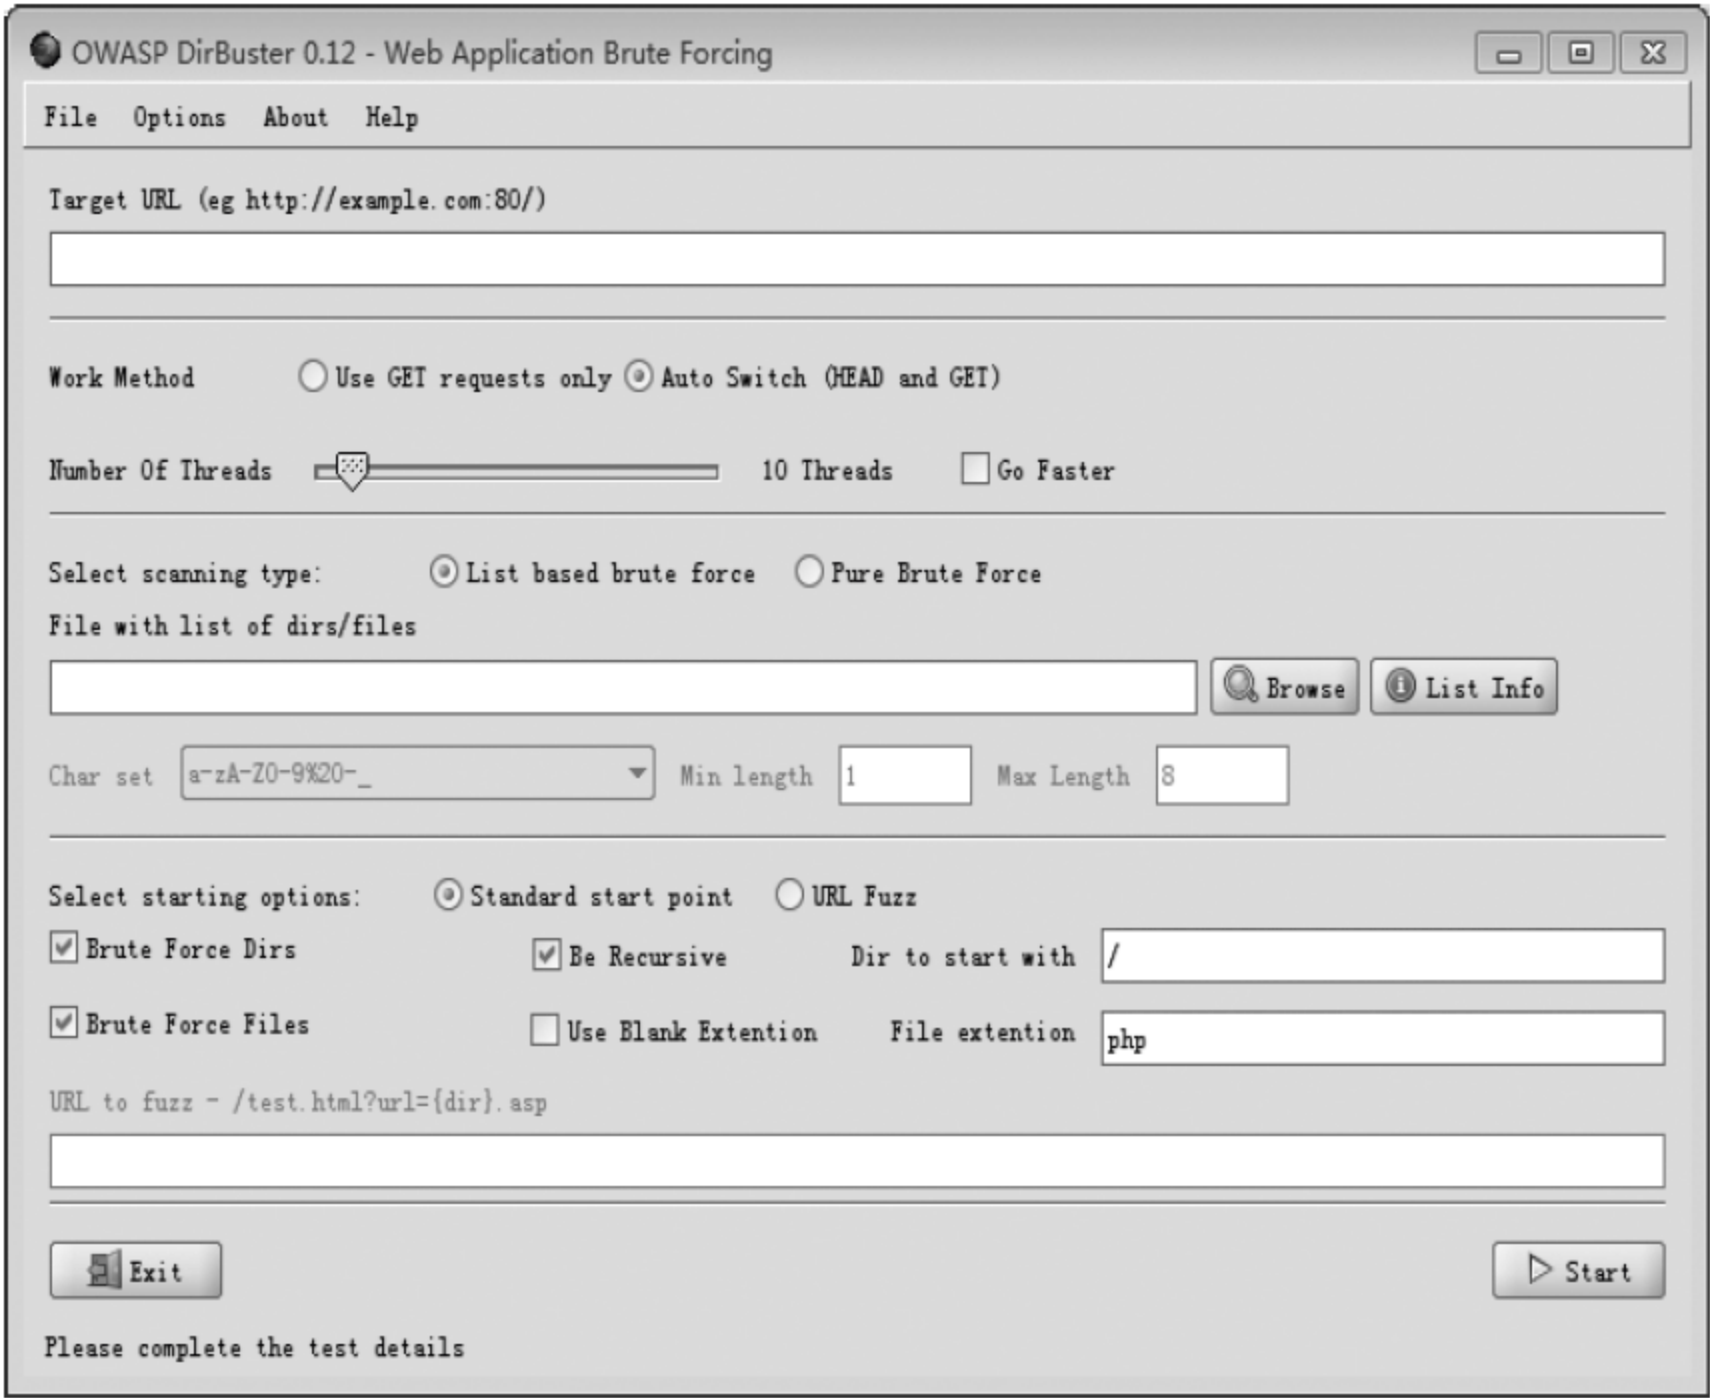 OWASP DirBuster 0.12 - Web Application Brute Forcing
File Options About Help
Target URL (eg http://example.com:80/)
Work Method Use GET requests only Auto Switch (HEAD and GET)
Number Of Threads 10 Threads Go Faster
Select scanning type: List based brute force Pure Brute Force
File with list of dirs/files
Browse List Info
Char set a-zA-Z0-9%20-_ Min length 1 Max Length 8
Select starting options: Standard start point URL Fuzz
Brute Force Dirs Be Recursive Dir to start with /
Brute Force Files Use Blank Extention File extention php
URL to fuzz - /test.html?url={dir}.asp
Exit Start
Please complete the test details